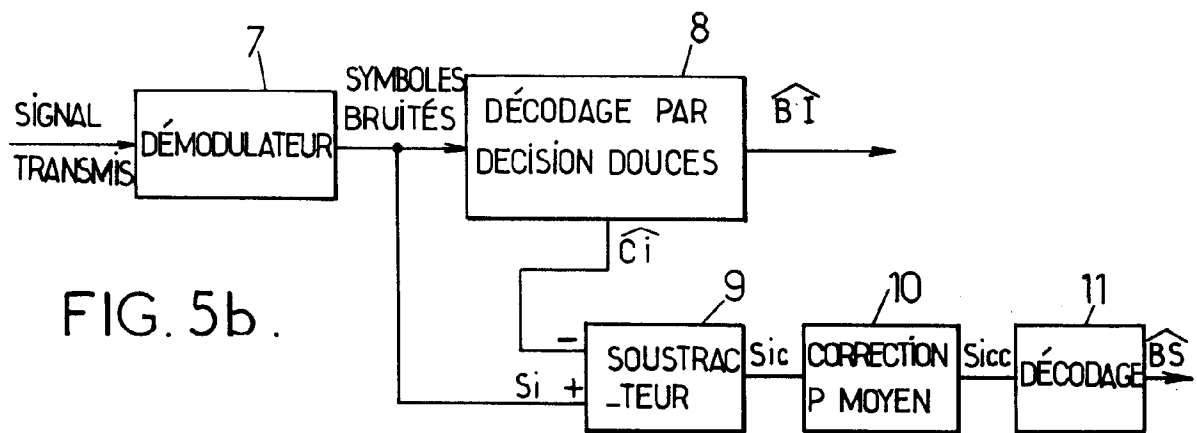 7
8
SIGNAL
TRANSMIS
DÉMODULATEUR
SYMBOLES
BRUITÉS
DÉCODAGE PAR
DECISION DOUCES
B̂I
Ĉi
FIG. 5b.
9
10
11
-
Si +
SOUSTRAC
-TEUR
Sic
CORRECTION
P MOYEN
Sicc
DÉCODAGE
B̂S